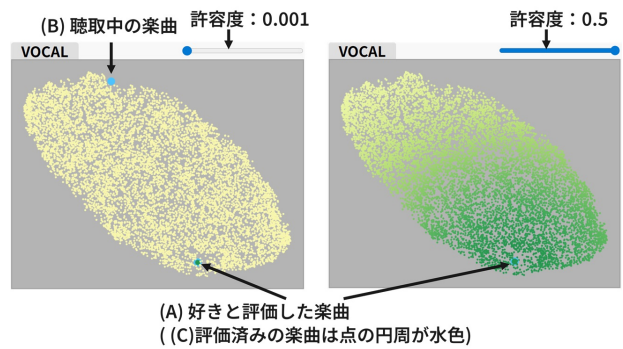 (B) 聴取中の楽曲
許容度：0.001
許容度：0.5
VOCAL
VOCAL
(A) 好きと評価した楽曲
( (C)評価済みの楽曲は点の円周が水色)